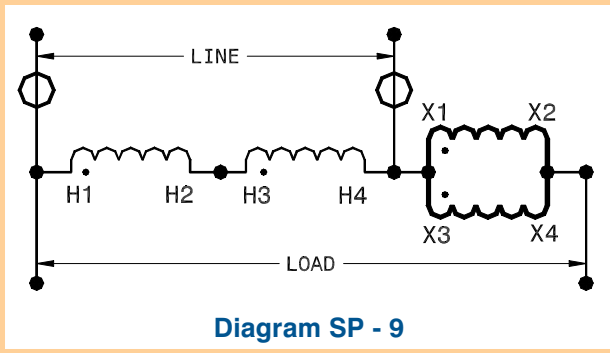 LINE
X1 X2
H1 H2 H3 H4
X3 X4
LOAD
Diagram SP - 9